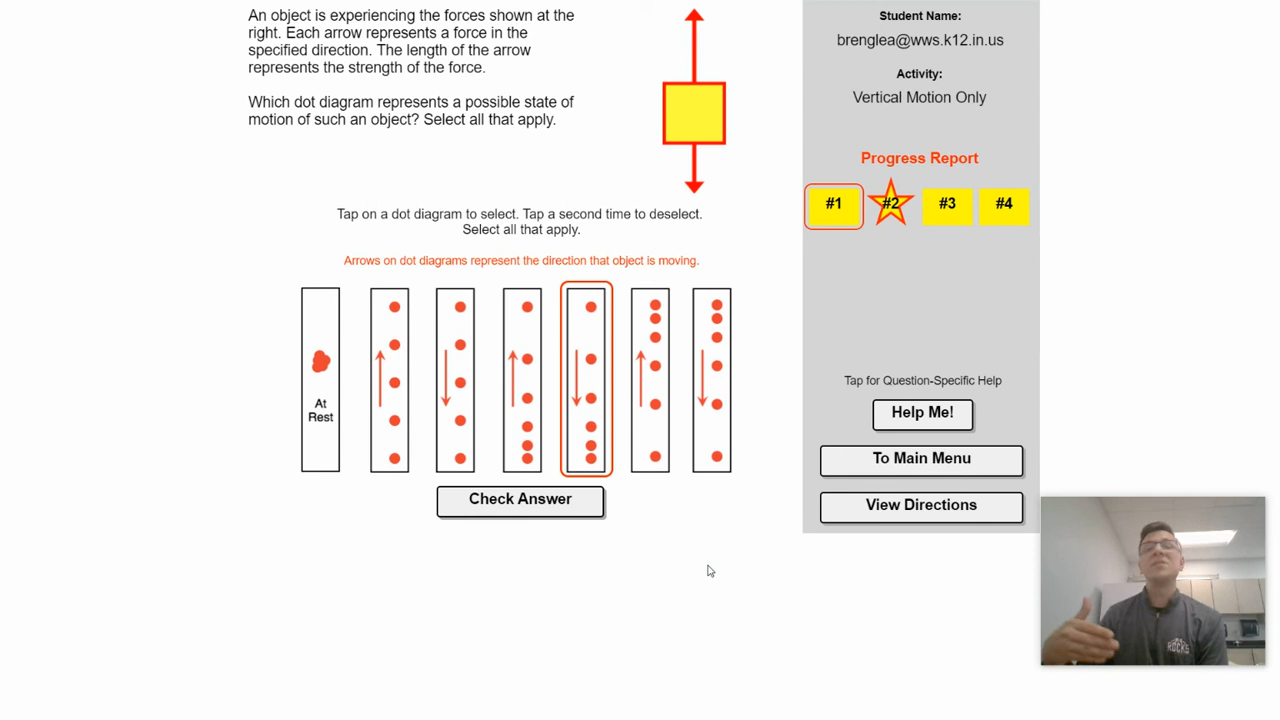 An object is experiencing the forces shown at the
right. Each arrow represents a force in the
specified direction. The length of the arrow
represents the strength of the force.
Which dot diagram represents a possible state of
motion of such an object? Select all that apply.
Tap on a dot diagram to select. Tap a second time to deselect.
Select all that apply.
Arrows on dot diagrams represent the direction that object is moving.
At
Rest
Check Answer
Student Name:
brenglea@wws.k12.in.us
Activity:
Vertical Motion Only
Progress Report
#1 #2 #3 #4
Tap for Question-Specific Help
Help Me!
To Main Menu
View Directions
ROCKS